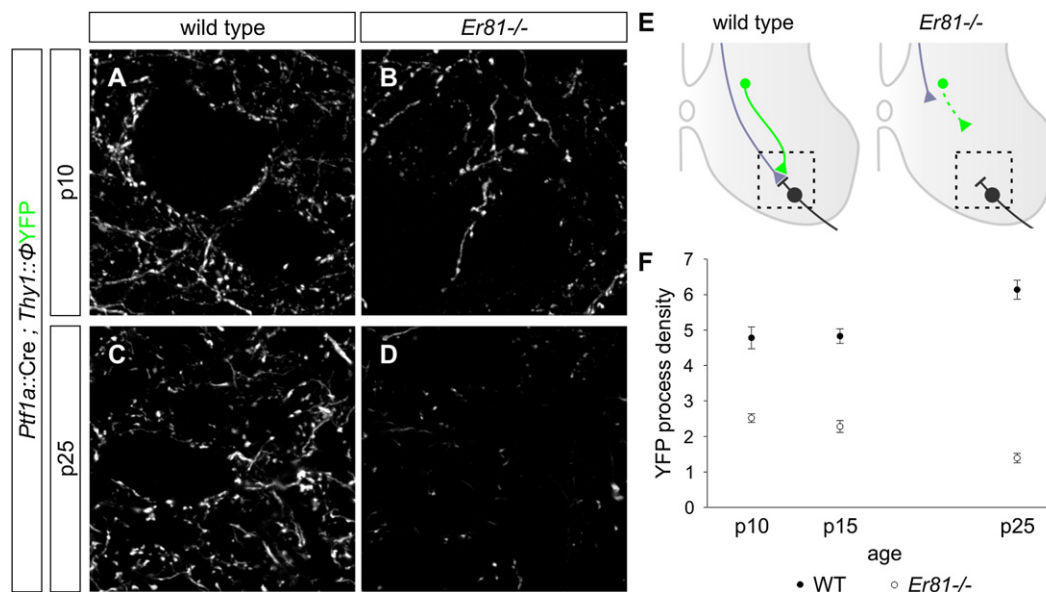 wild type
Er81-/-
Ptf1a::Cre ; Thy1::ΦYFP
p10
A
B
p25
C
D
E
wild type
Er81-/-
F
YFP process density
7
6
5
4
3
2
1
0
p10
p15
p25
age
WT
Er81-/-